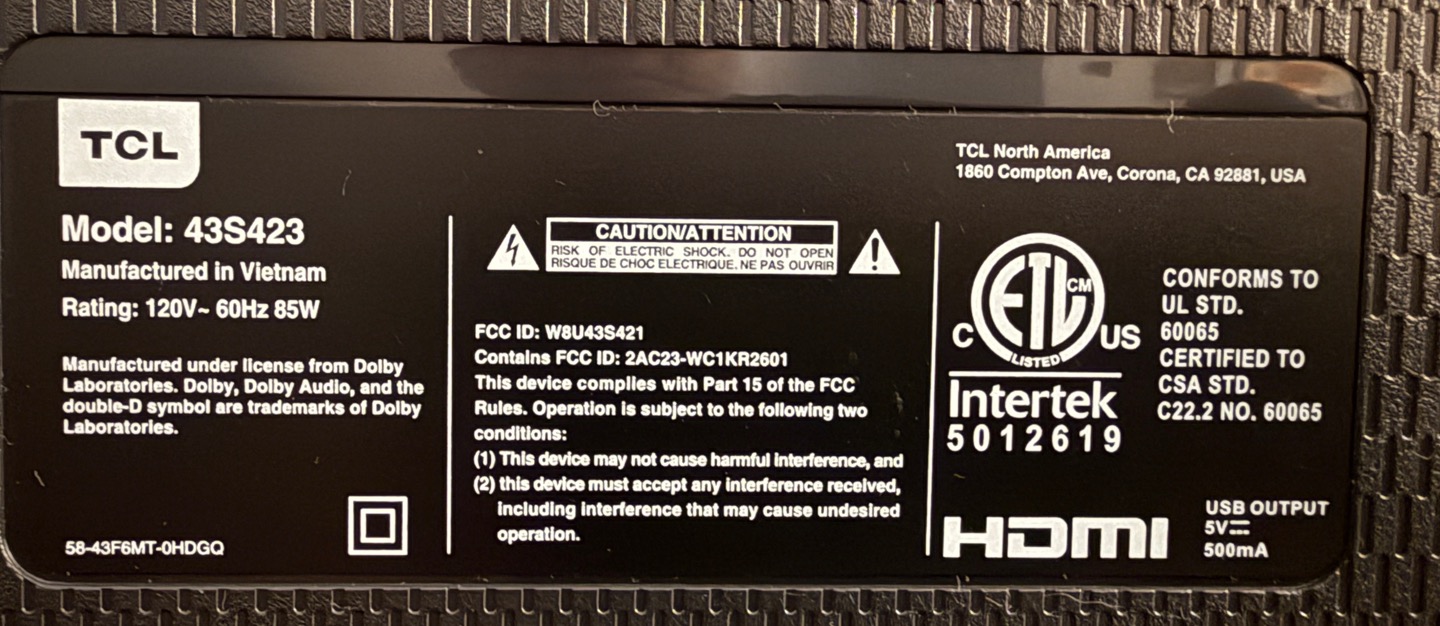 TCL
Model: 43S423
Manufactured in Vietnam
Rating: 120V~ 60Hz 85W
Manufactured under license from Dolby
Laboratories. Dolby, Dolby Audio, and the
double-D symbol are trademarks of Dolby
Laboratories.
58-43F6MT-0HDGQ
CAUTION/ATTENTION
RISK OF ELECTRIC SHOCK. DO NOT OPEN
RISQUE DE CHOC ELECTRIQUE. NE PAS OUVRIR
FCC ID: W8U43S421
Contains FCC ID: 2AC23-WC1KR2601
This device complies with Part 15 of the FCC
Rules. Operation is subject to the following two
conditions:
(1) This device may not cause harmful interference, and
(2) this device must accept any interference received,
including interference that may cause undesired
operation.
TCL North America
1860 Compton Ave, Corona, CA 92881, USA
C ETL CM US
LISTED
Intertek
5012619
CONFORMS TO
UL STD.
60065
CERTIFIED TO
CSA STD.
C22.2 NO. 60065
HDMI
USB OUTPUT
5V⎓
500mA